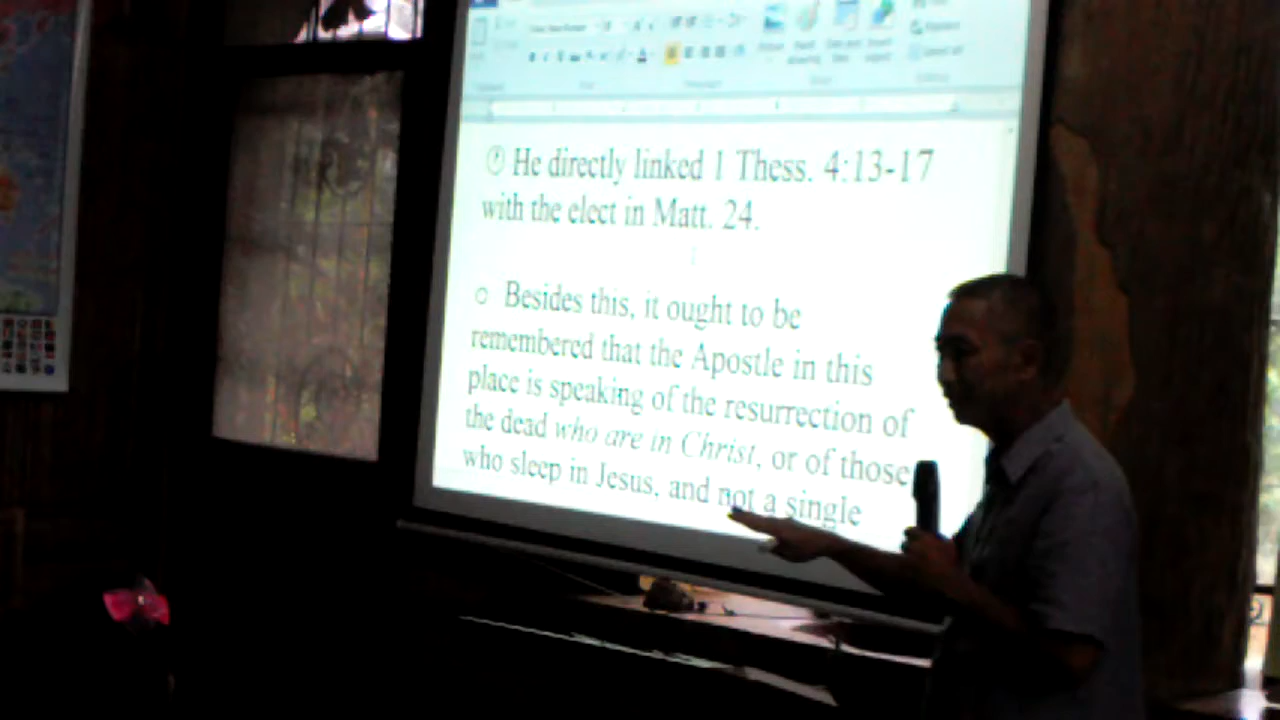 He directly linked 1 Thess. 4:13-17
with the elect in Matt. 24.
Besides this, it ought to be
remembered that the Apostle in this
place is speaking of the resurrection of
the dead who are in Christ, or of those
who sleep in Jesus, and not a single